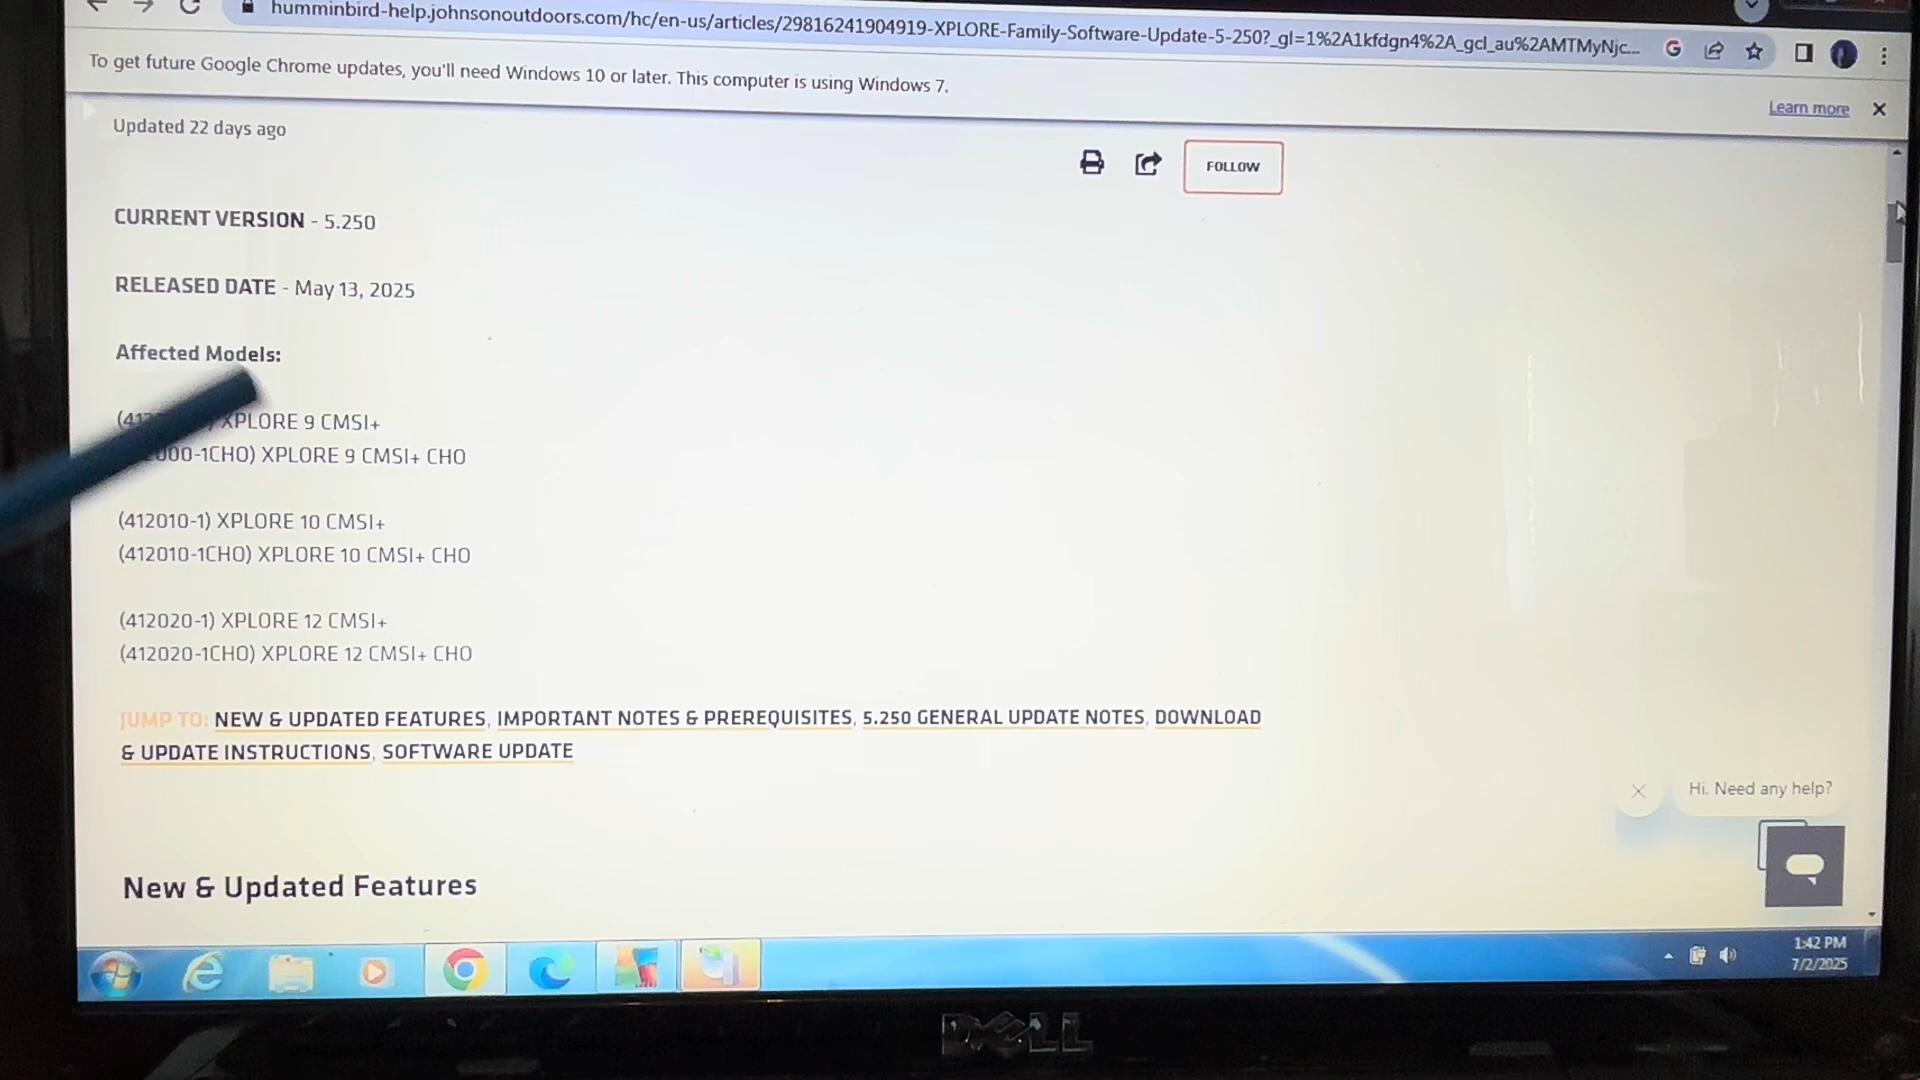 humminbird-help.johnsonoutdoors.com/hc/en-us/articles/29816241904919-XPLORE-Family-Software-Update-5-250?_gl=1%2A1kfdgn4%2A_gcl_au%2AMTMyNjc...
To get future Google Chrome updates, you'll need Windows 10 or later. This computer is using Windows 7.
Learn more
Updated 22 days ago
FOLLOW
CURRENT VERSION - 5.250
RELEASED DATE - May 13, 2025
Affected Models:
XPLORE 9 CMSI+
000-1CHO) XPLORE 9 CMSI+ CHO
(412010-1) XPLORE 10 CMSI+
(412010-1CHO) XPLORE 10 CMSI+ CHO
(412020-1) XPLORE 12 CMSI+
(412020-1CHO) XPLORE 12 CMSI+ CHO
JUMP TO: NEW & UPDATED FEATURES, IMPORTANT NOTES & PREREQUISITES, 5.250 GENERAL UPDATE NOTES, DOWNLOAD
& UPDATE INSTRUCTIONS, SOFTWARE UPDATE
Hi. Need any help?
New & Updated Features
1:42 PM
7/2/2025
DELL